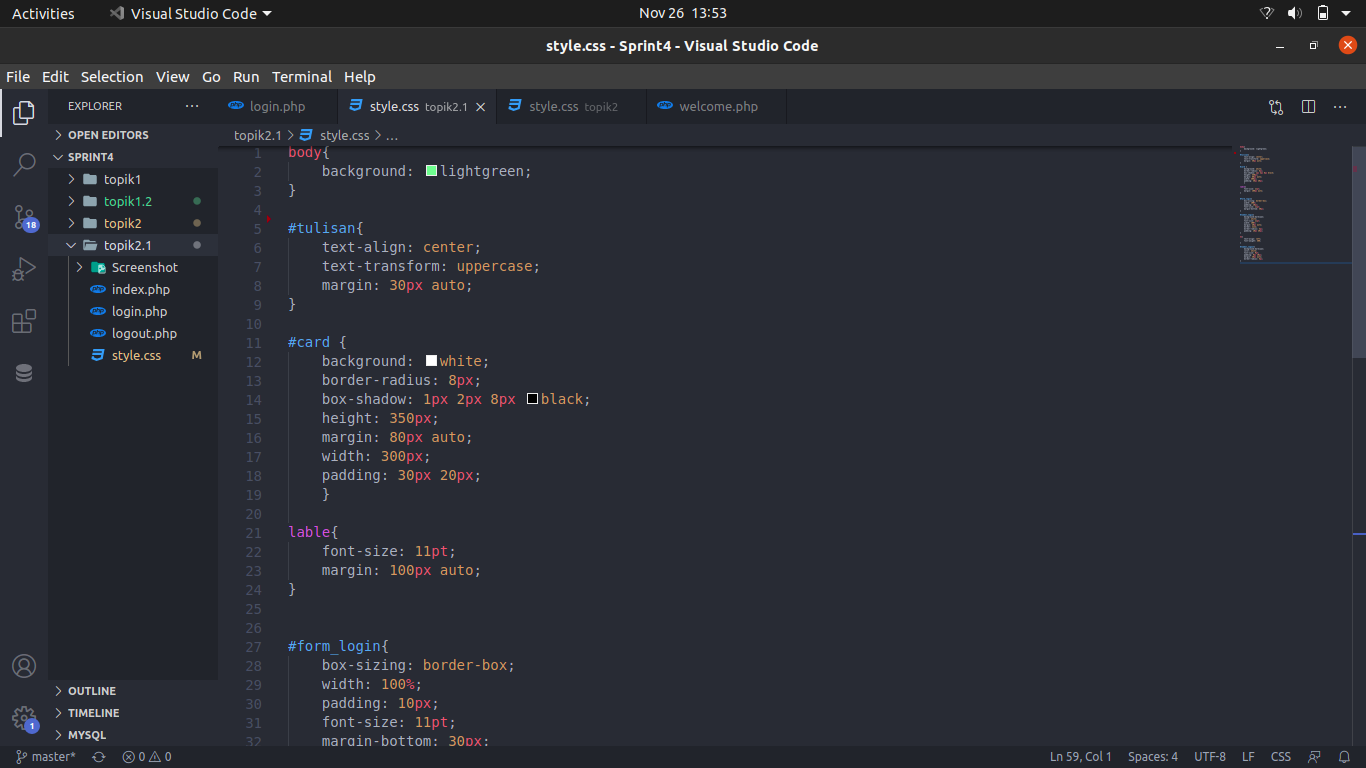 Activities Visual Studio Code Nov 26 13:53
style.css - Sprint4 - Visual Studio Code
File Edit Selection View Go Run Terminal Help
EXPLORER ...
login.php style.css topik2.1 style.css topik2 welcome.php
OPEN EDITORS
topik2.1 > style.css > ...
SPRINT4
topik1
topik1.2
topik2
topik2.1
Screenshot
index.php
login.php
logout.php
style.css M
18
OUTLINE
TIMELINE
MYSQL
1
1 body{
2 background: lightgreen;
3 }
4
5 #tulisan{
6 text-align: center;
7 text-transform: uppercase;
8 margin: 30px auto;
9 }
10
11 #card {
12 background: white;
13 border-radius: 8px;
14 box-shadow: 1px 2px 8px black;
15 height: 350px;
16 margin: 80px auto;
17 width: 300px;
18 padding: 30px 20px;
19 }
20
21 lable{
22 font-size: 11pt;
23 margin: 100px auto;
24 }
25
26
27 #form_login{
28 box-sizing: border-box;
29 width: 100%;
30 padding: 10px;
31 font-size: 11pt;
32 margin-bottom: 30px;
master* 0 0 Ln 59, Col 1 Spaces: 4 UTF-8 LF CSS